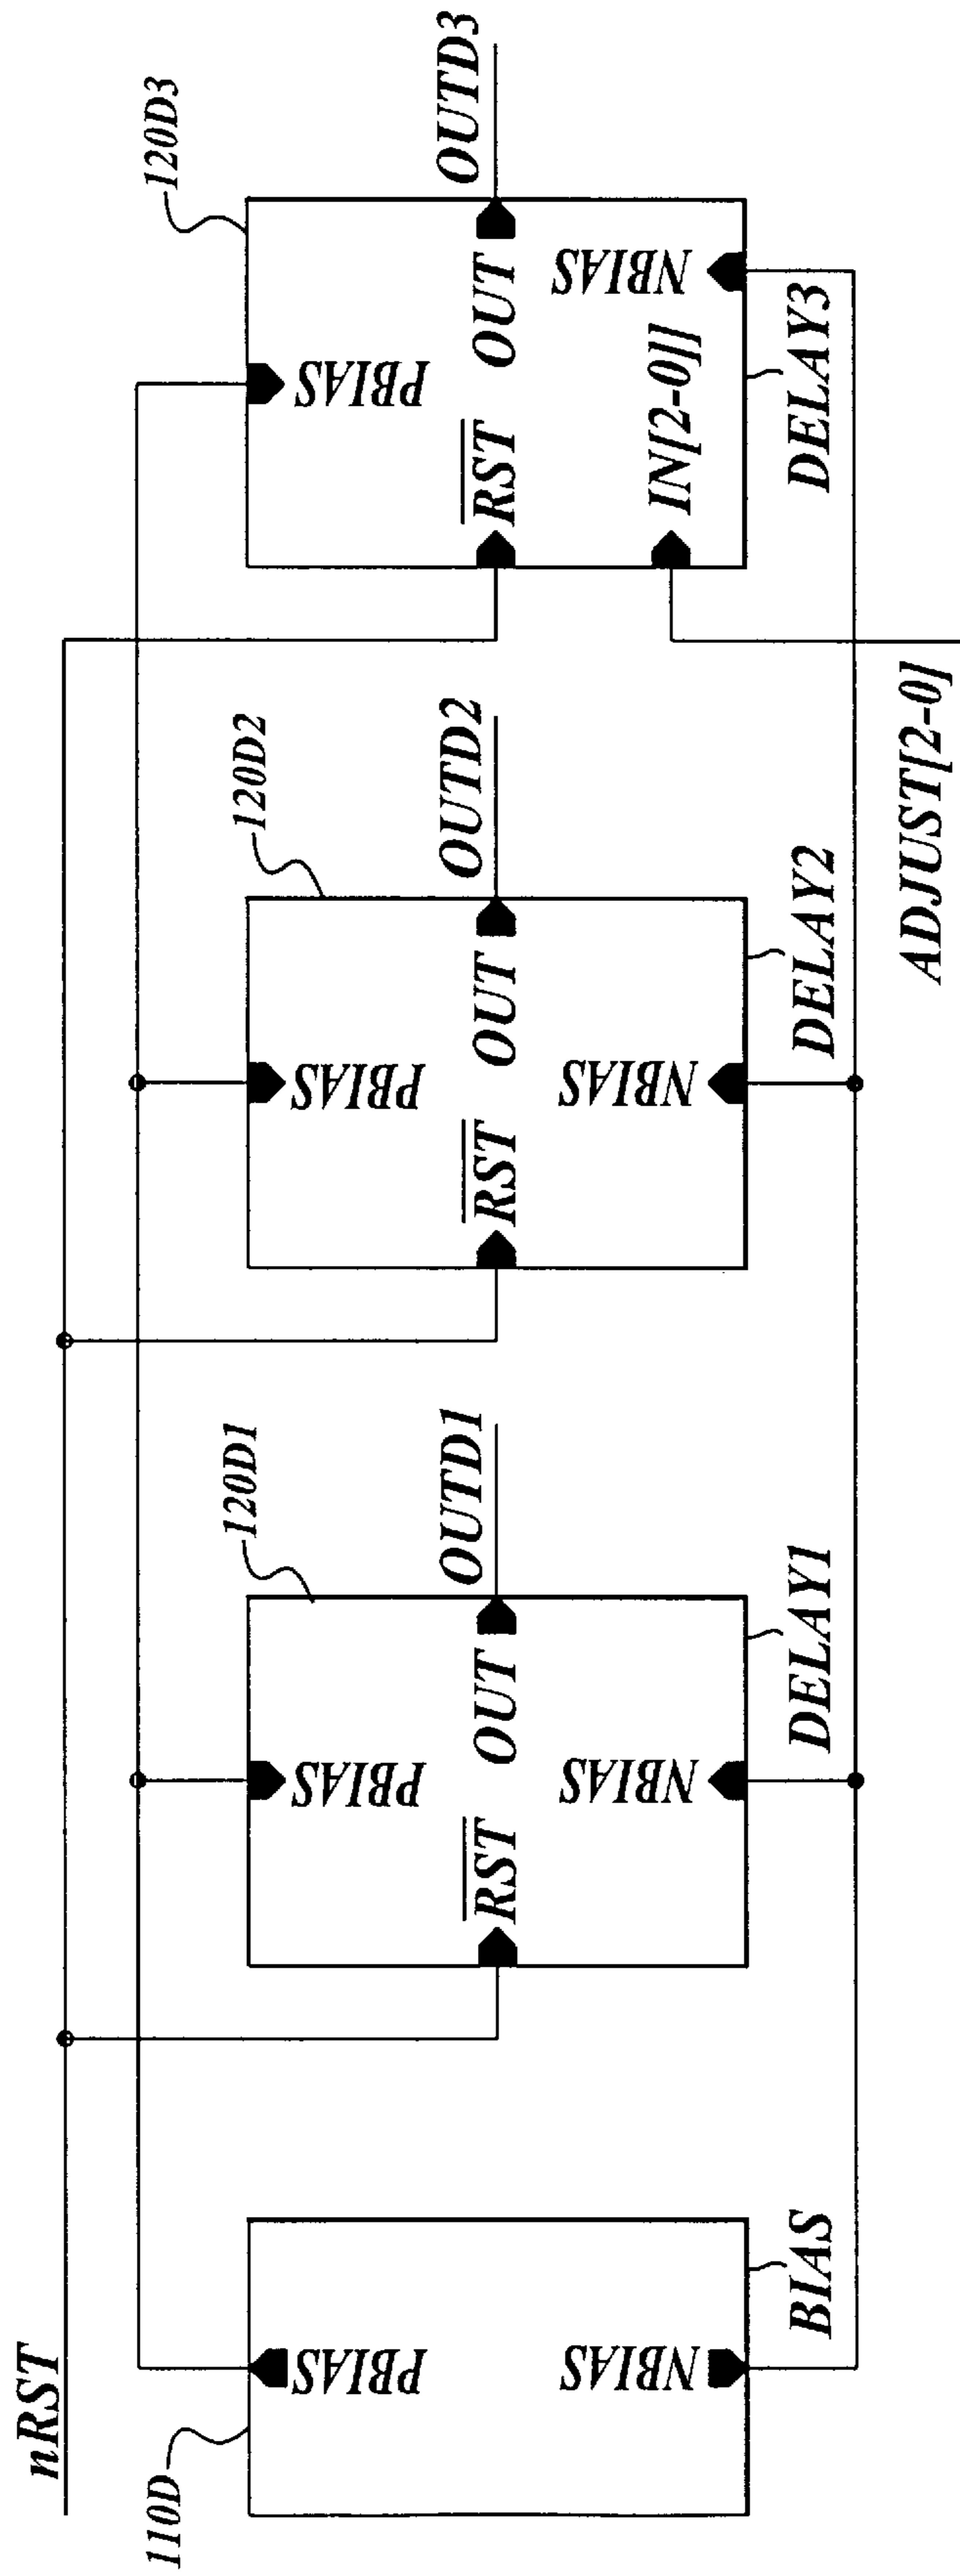 nRST
110D
PBIAS
NBIAS
BIAS
120D1
PBIAS
RST
OUT
NBIAS
OUTD1
DELAY1
120D2
PBIAS
RST
OUT
NBIAS
OUTD2
DELAY2
120D3
PBIAS
RST
OUT
IN[2-0]]
NBIAS
OUTD3
DELAY3
ADJUST[2-0]